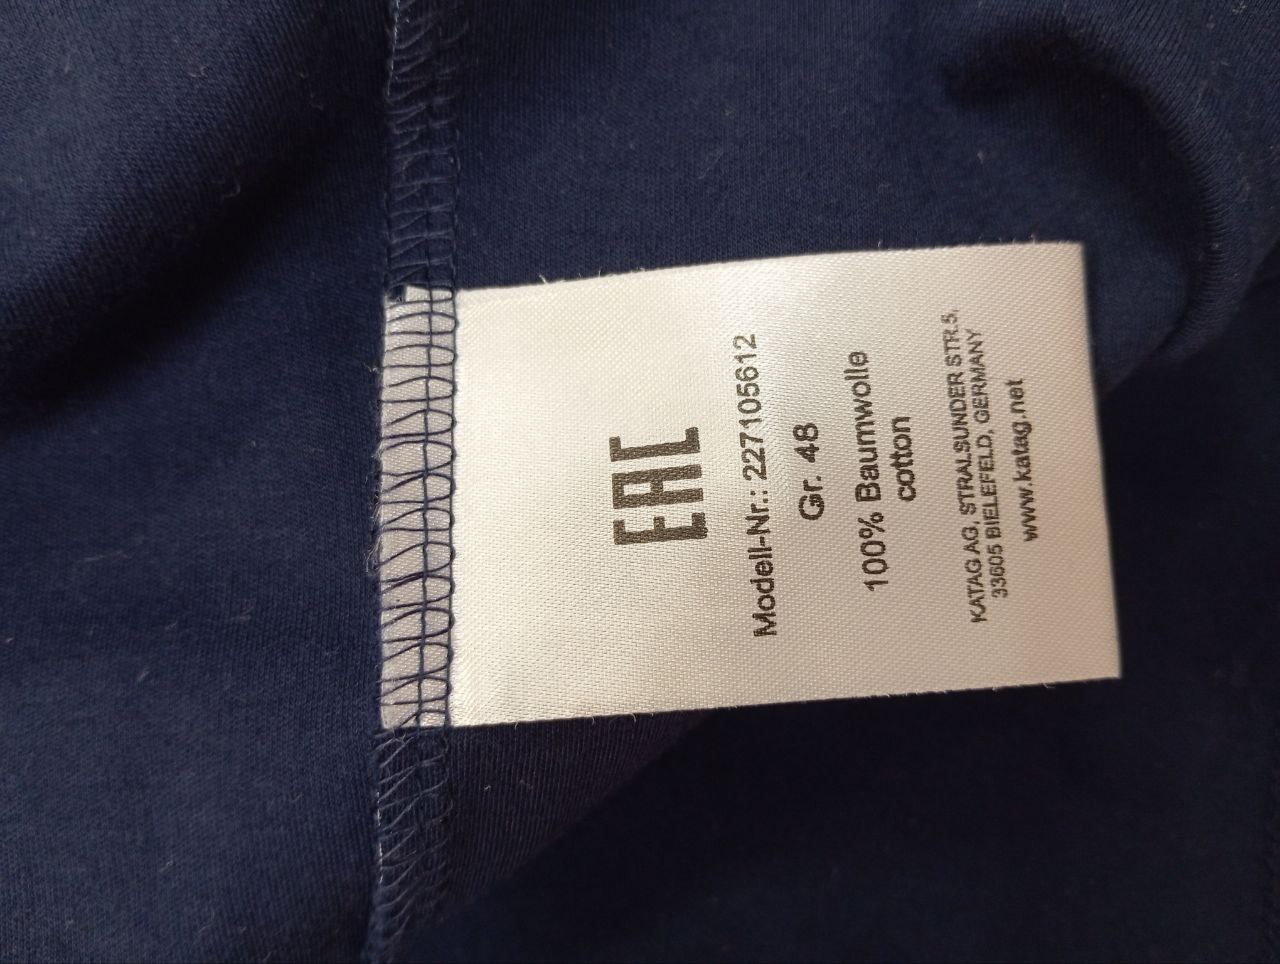 EAC
Modell-Nr.: 227105612
Gr. 48
100% Baumwolle
cotton
KATAG AG, STRALSUNDER STR.5,
33605 BIELEFELD, GERMANY
www.katag.net